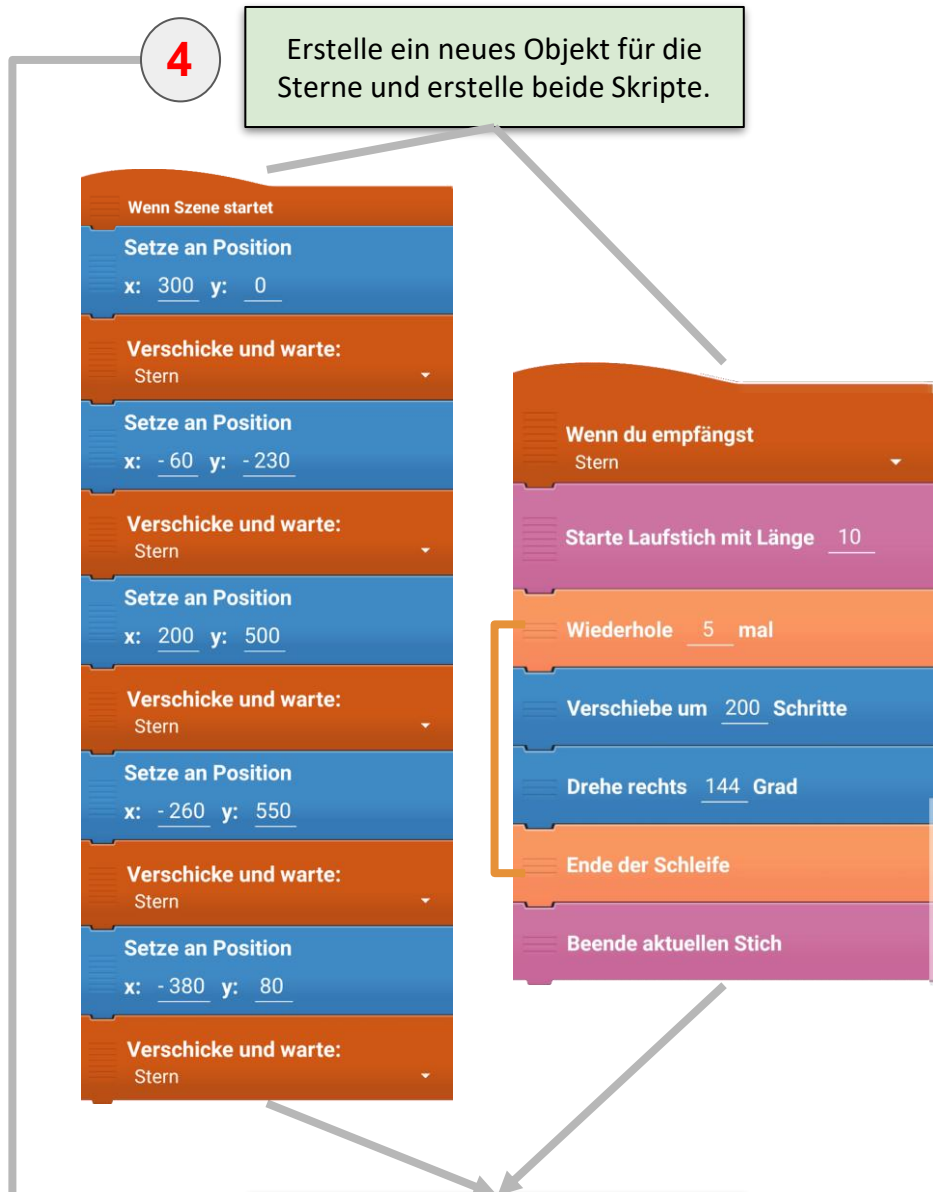 4
Erstelle ein neues Objekt für die
Sterne und erstelle beide Skripte.
Wenn Szene startet
Setze an Position
x: 300 y: 0
Verschicke und warte:
Stern
Setze an Position
x: - 60 y: - 230
Verschicke und warte:
Stern
Setze an Position
x: 200 y: 500
Verschicke und warte:
Stern
Setze an Position
x: - 260 y: 550
Verschicke und warte:
Stern
Setze an Position
x: - 380 y: 80
Verschicke und warte:
Stern
Wenn du empfängst
Stern
Starte Laufstich mit Länge 10
Wiederhole 5 mal
Verschiebe um 200 Schritte
Drehe rechts 144 Grad
Ende der Schleife
Beende aktuellen Stich